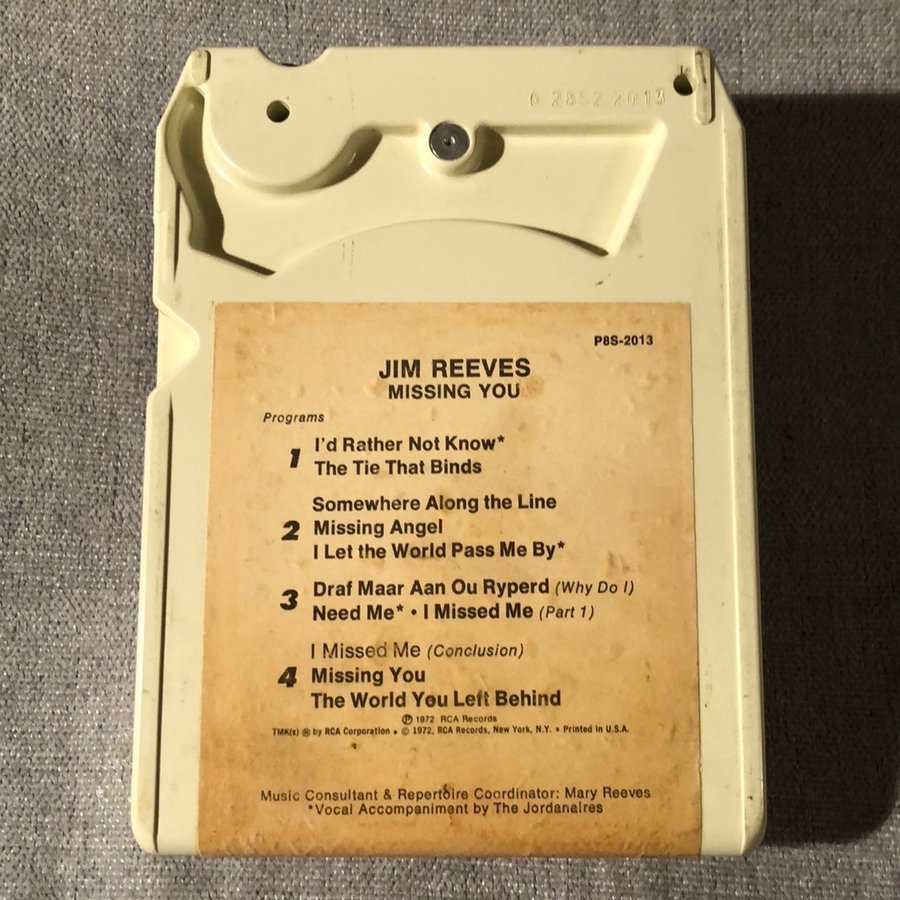 2852 2013
P8S-2013
JIM REEVES
MISSING YOU
Programs
1 I'd Rather Not Know*
The Tie That Binds
Somewhere Along the Line
2 Missing Angel
I Let the World Pass Me By*
3 Draf Maar Aan Ou Ryperd (Why Do I)
Need Me* • I Missed Me (Part 1)
I Missed Me (Conclusion)
4 Missing You
The World You Left Behind
℗ 1972 RCA Records
TMK(s) ® by RCA Corporation • © 1972, RCA Records, New York, N.Y. • Printed in U.S.A.
Music Consultant & Repertoire Coordinator: Mary Reeves
*Vocal Accompaniment by The Jordanaires